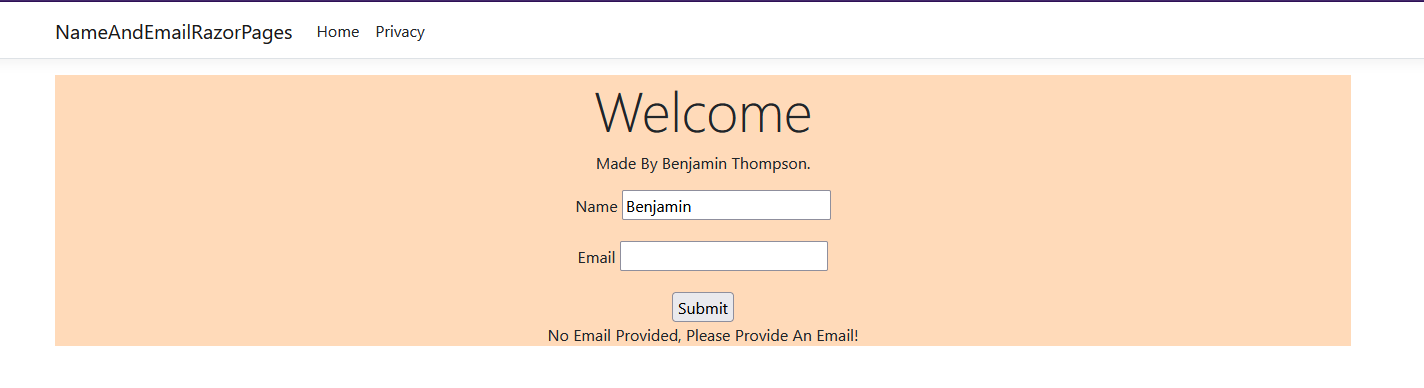 NameAndEmailRazorPages Home Privacy
Welcome
Made By Benjamin Thompson.
Name Benjamin
Email
Submit
No Email Provided, Please Provide An Email!